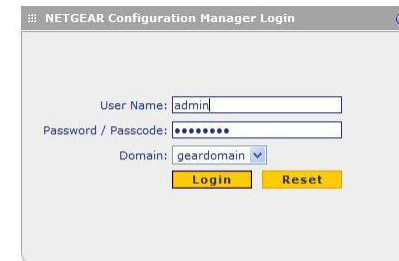 NETGEAR Configuration Manager Login
User Name: admin
Password / Passcode: ••••••••
Domain: geardomain
Login Reset